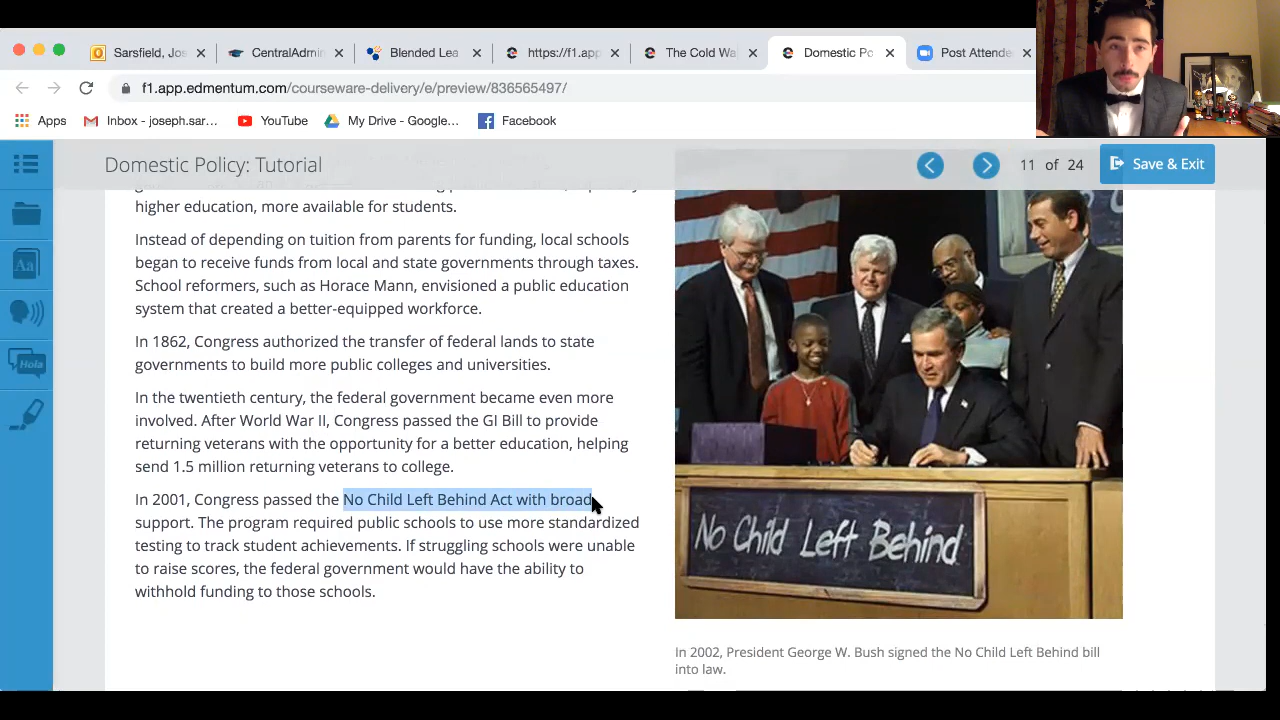 Sarsfield, Jos
CentralAdmin
Blended Lea
https://f1.app
The Cold Wa
Domestic Po
Post Attende
f1.app.edmentum.com/courseware-delivery/e/preview/836565497/
Apps
Inbox - joseph.sar...
YouTube
My Drive - Google...
Facebook
Domestic Policy: Tutorial
11 of 24
Save & Exit
higher education, more available for students.
Instead of depending on tuition from parents for funding, local schools
began to receive funds from local and state governments through taxes.
School reformers, such as Horace Mann, envisioned a public education
system that created a better-equipped workforce.
In 1862, Congress authorized the transfer of federal lands to state
governments to build more public colleges and universities.
In the twentieth century, the federal government became even more
involved. After World War II, Congress passed the GI Bill to provide
returning veterans with the opportunity for a better education, helping
send 1.5 million returning veterans to college.
In 2001, Congress passed the No Child Left Behind Act with broad
support. The program required public schools to use more standardized
testing to track student achievements. If struggling schools were unable
to raise scores, the federal government would have the ability to
withhold funding to those schools.
No Child Left Behind
In 2002, President George W. Bush signed the No Child Left Behind bill
into law.
Aa
Hola